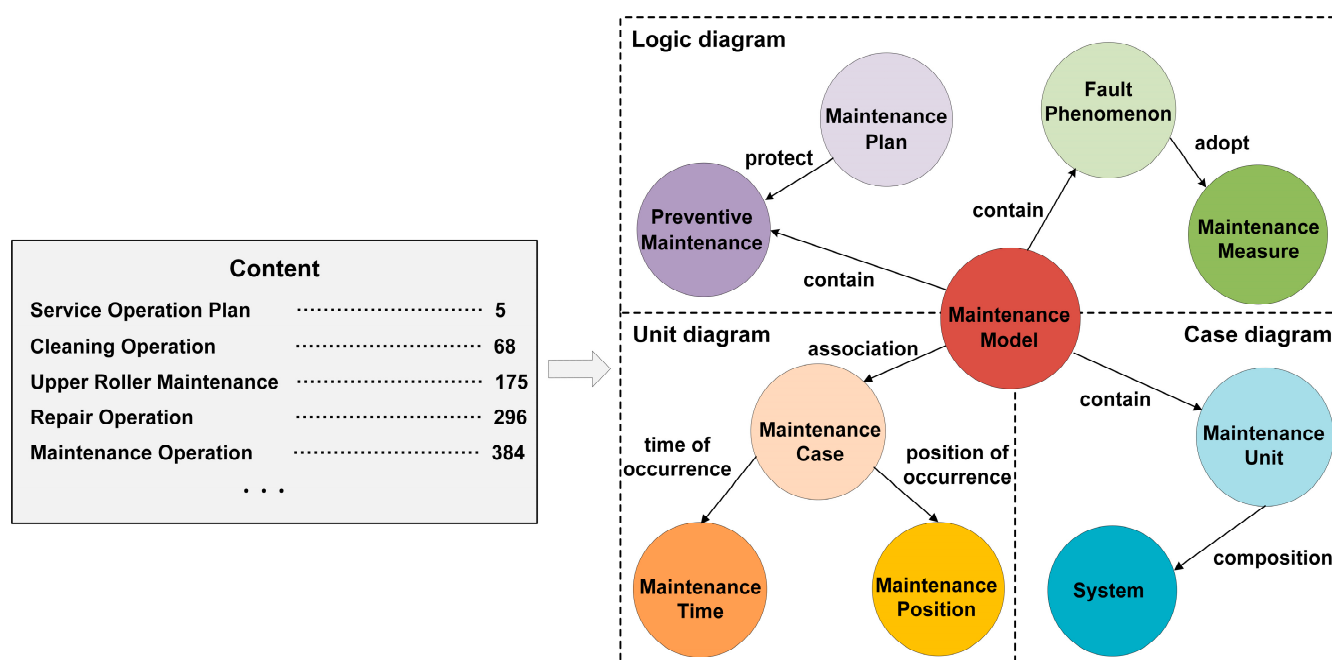 Content
Service Operation Plan ........................ 5
Cleaning Operation ........................ 68
Upper Roller Maintenance ........................ 175
Repair Operation ........................ 296
Maintenance Operation ........................ 384
. . .
Logic diagram
Maintenance
Plan
protect
Preventive
Maintenance
contain
Fault
Phenomenon
adopt
contain
Maintenance
Measure
Maintenance
Model
Unit diagram
association
Maintenance
Case
time of
occurrence
position of
occurrence
Maintenance
Time
Maintenance
Position
Case diagram
contain
Maintenance
Unit
composition
System